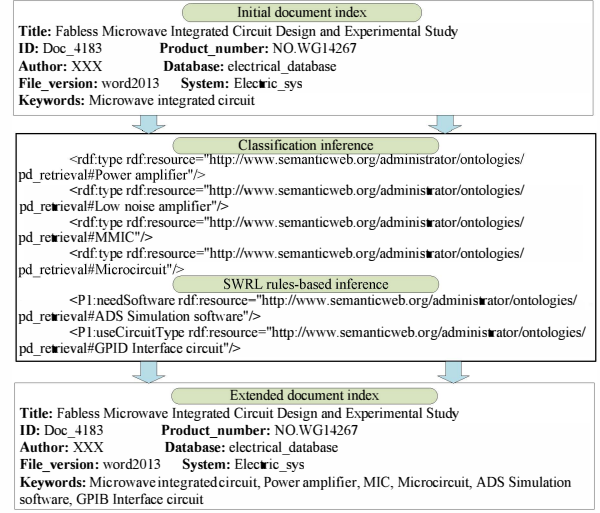 Initial document index
Title: Fabless Microwave Integrated Circuit Design and Experimental Study
ID: Doc_4183 Product_number: NO.WG14267
Author: XXX Database: electrical_database
File_version: word2013 System: Electric_sys
Keywords: Microwave integrated circuit
Classification inference
<rdf:type rdf:resource="http://www.semanticweb.org/administrator/ontologies/
pd_retrieval#Power amplifier"/>
<rdf:type rdf:resource="http://www.semanticweb.org/administrator/ontologies/
pd_retrieval#Low noise amplifier"/>
<rdf:type rdf:resource="http://www.semanticweb.org/administrator/ontologies/
pd_retrieval#MMIC"/>
<rdf:type rdf:resource="http://www.semanticweb.org/administrator/ontologies/
pd_retrieval#Microcircuit"/>
SWRL rules-based inference
<P1:needSoftware rdf:resource="http://www.semanticweb.org/administrator/ontologies/
pd_retrieval#ADS Simulation software"/>
<P1:useCircuitType rdf:resource="http://www.semanticweb.org/administrator/ontologies/
pd_retrieval#GPID Interface circuit"/>
Extended document index
Title: Fabless Microwave Integrated Circuit Design and Experimental Study
ID: Doc_4183 Product_number: NO.WG14267
Author: XXX Database: electrical_database
File_version: word2013 System: Electric_sys
Keywords: Microwave integrated circuit, Power amplifier, MIC, Microcircuit, ADS Simulation
software, GPIB Interface circuit